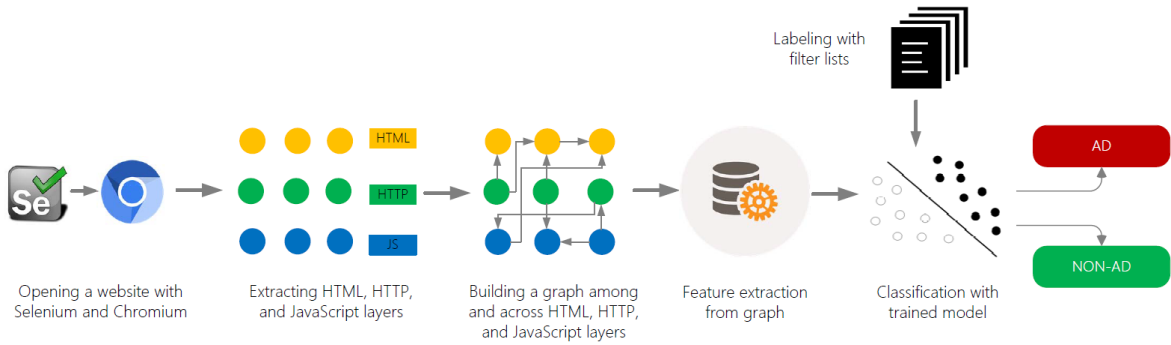 Labeling with
filter lists
HTML
HTTP
JS
Se
AD
NON-AD
Opening a website with
Selenium and Chromium
Extracting HTML, HTTP,
and JavaScript layers
Building a graph among
and across HTML, HTTP,
and JavaScript layers
Feature extraction
from graph
Classification with
trained model